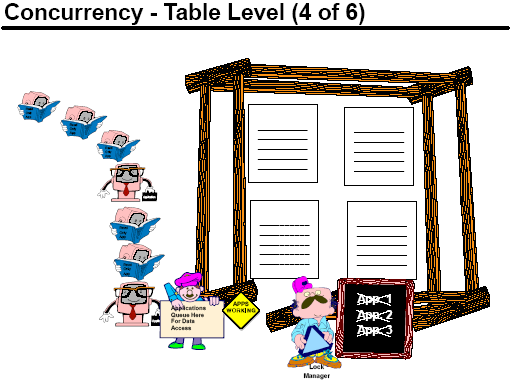 Concurrency - Table Level (4 of 6)
Applications
Queue Here
For Data
Access
APPS
WORKING
App 1
App 2
App 3
Lock
Manager